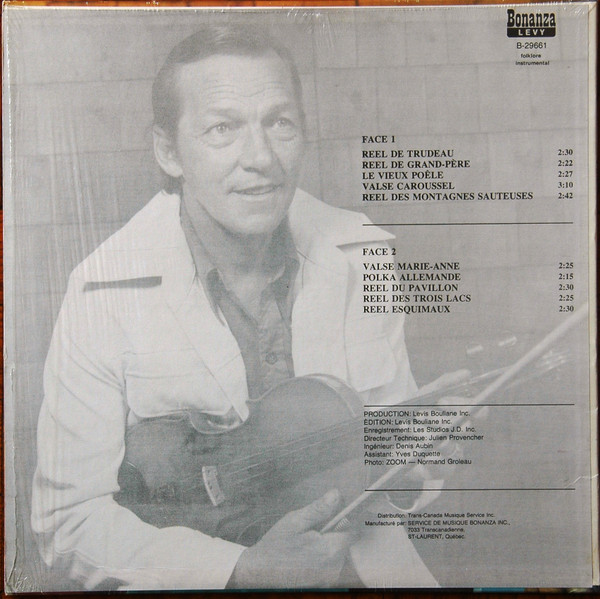 Bonanza
LEVY
B-29661
folklore
instrumental
FACE 1
REEL DE TRUDEAU 2:30
REEL DE GRAND-PÈRE 2:22
LE VIEUX POÊLE 2:27
VALSE CAROUSSEL 3:10
REEL DES MONTAGNES SAUTEUSES 2:42
FACE 2
VALSE MARIE-ANNE 2:25
POLKA ALLEMANDE 2:15
REEL DU PAVILLON 2:30
REEL DES TROIS LACS 2:25
REEL ESQUIMAUX 2:30
PRODUCTION: Levis Bouliane Inc.
ÉDITION: Levis Bouliane Inc.
Enregistrement: Les Studios J.D. Inc.
Directeur Technique: Julien Provencher
Ingénieur: Denis Aubin
Assistant: Yves Duquette
Photo: ZOOM — Normand Groleau
Distribution: Trans-Canada Musique Service Inc.
Manufacturé par: SERVICE DE MUSIQUE BONANZA INC.,
7033 Transcanadienne,
ST-LAURENT, Québec.